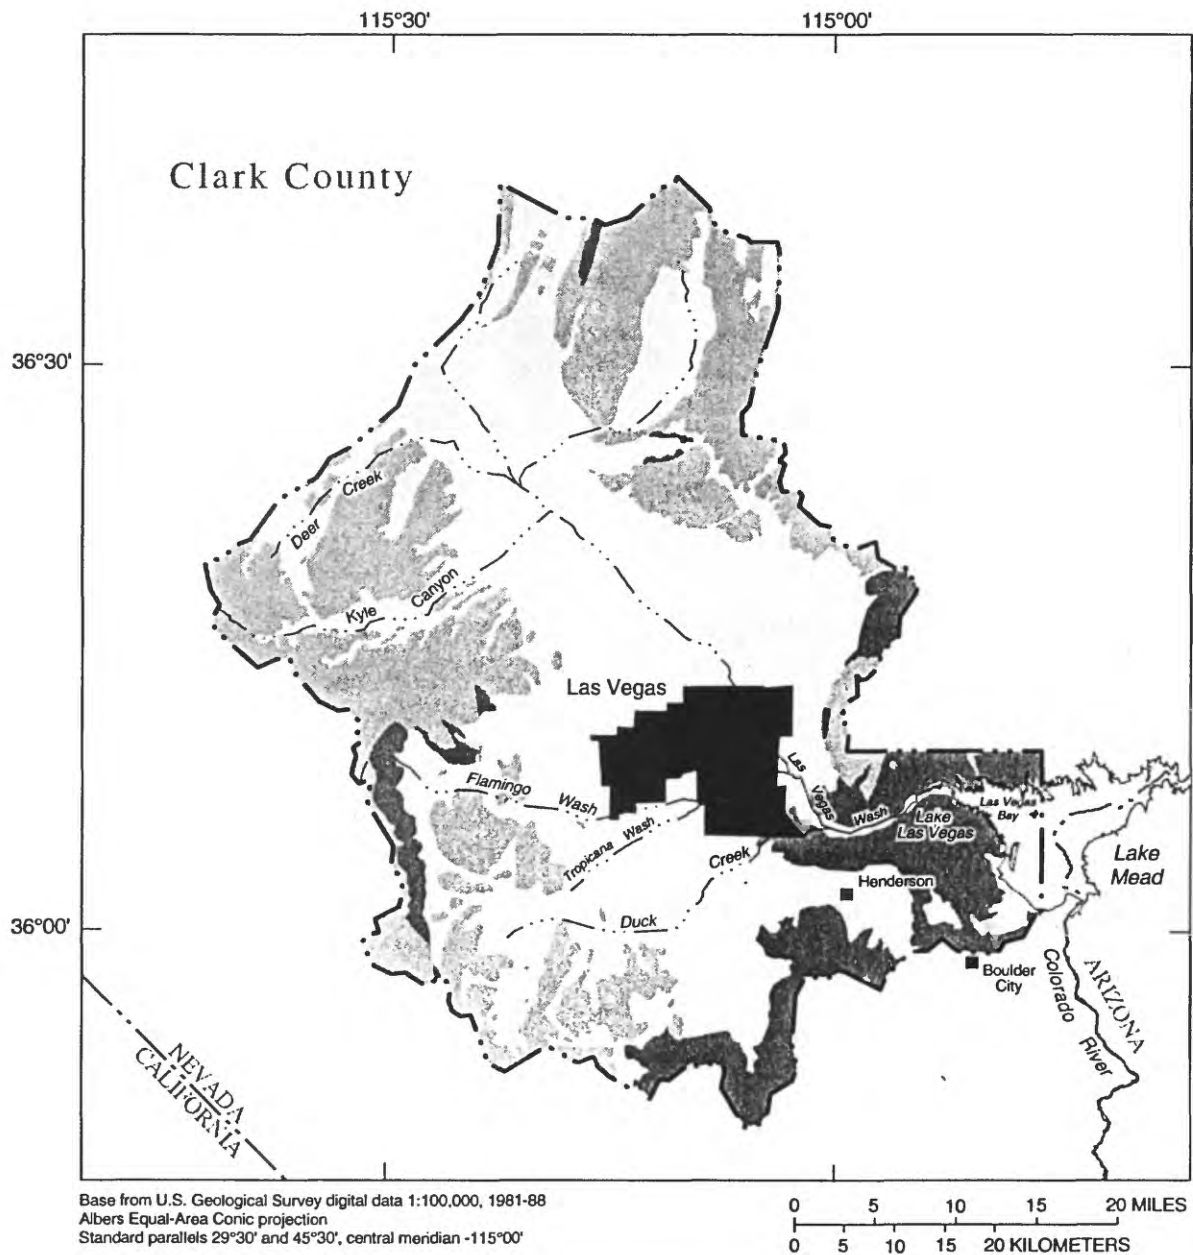 115°30'
115°00'
Clark County
36°30'
Creek
Deer
Canyon
Kyle
Las Vegas
Flamingo
Wash
Las
Vegas
Wash
Las Vegas
Bay
Lake
Las Vegas
Tropicana Wash
Creek
Lake
Mead
Henderson
Duck
36°00'
Boulder
City
Colorado
River
ARIZONA
NEVADA
CALIFORNIA
Base from U.S. Geological Survey digital data 1:100,000, 1981-88
Albers Equal-Area Conic projection
Standard parallels 29°30' and 45°30', central meridian -115°00'
0 5 10 15 20 MILES
0 5 10 15 20 KILOMETERS